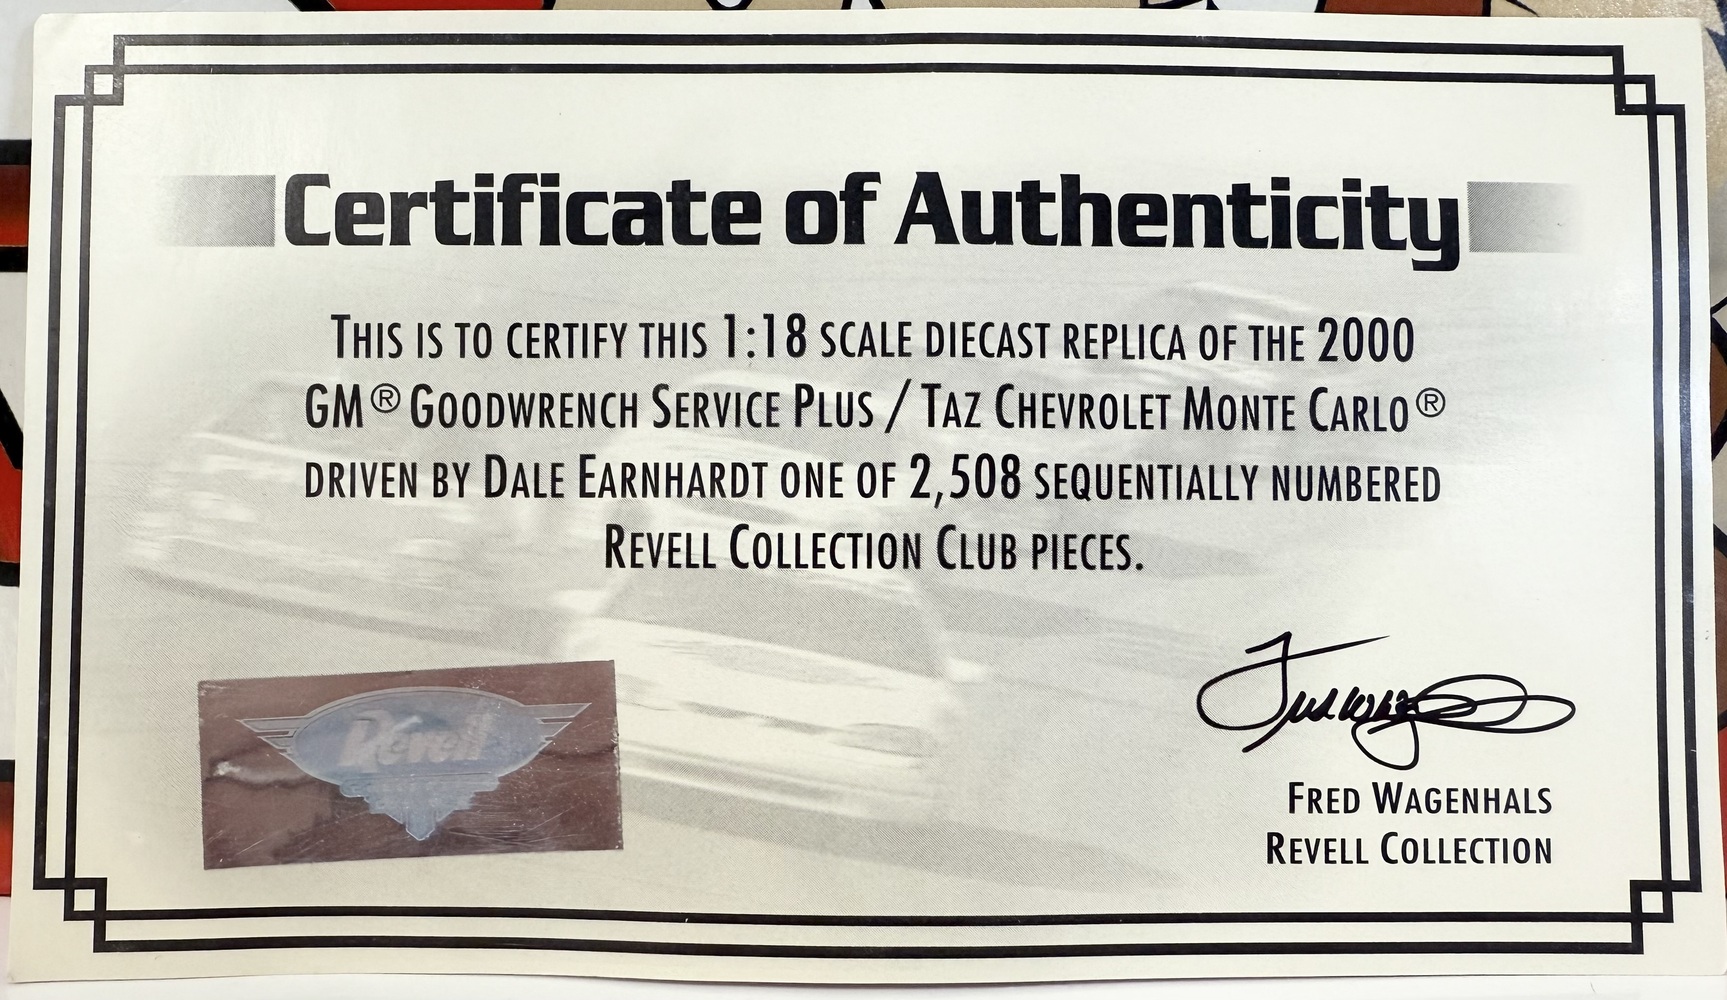 Certificate of Authenticity
THIS IS TO CERTIFY THIS 1:18 SCALE DIECAST REPLICA OF THE 2000
GM® GOODWRENCH SERVICE PLUS / TAZ CHEVROLET MONTE CARLO®
DRIVEN BY DALE EARNHARDT ONE OF 2,508 SEQUENTIALLY NUMBERED
REVELL COLLECTION CLUB PIECES.
Revell
Fred Wagenhals
FRED WAGENHALS
REVELL COLLECTION